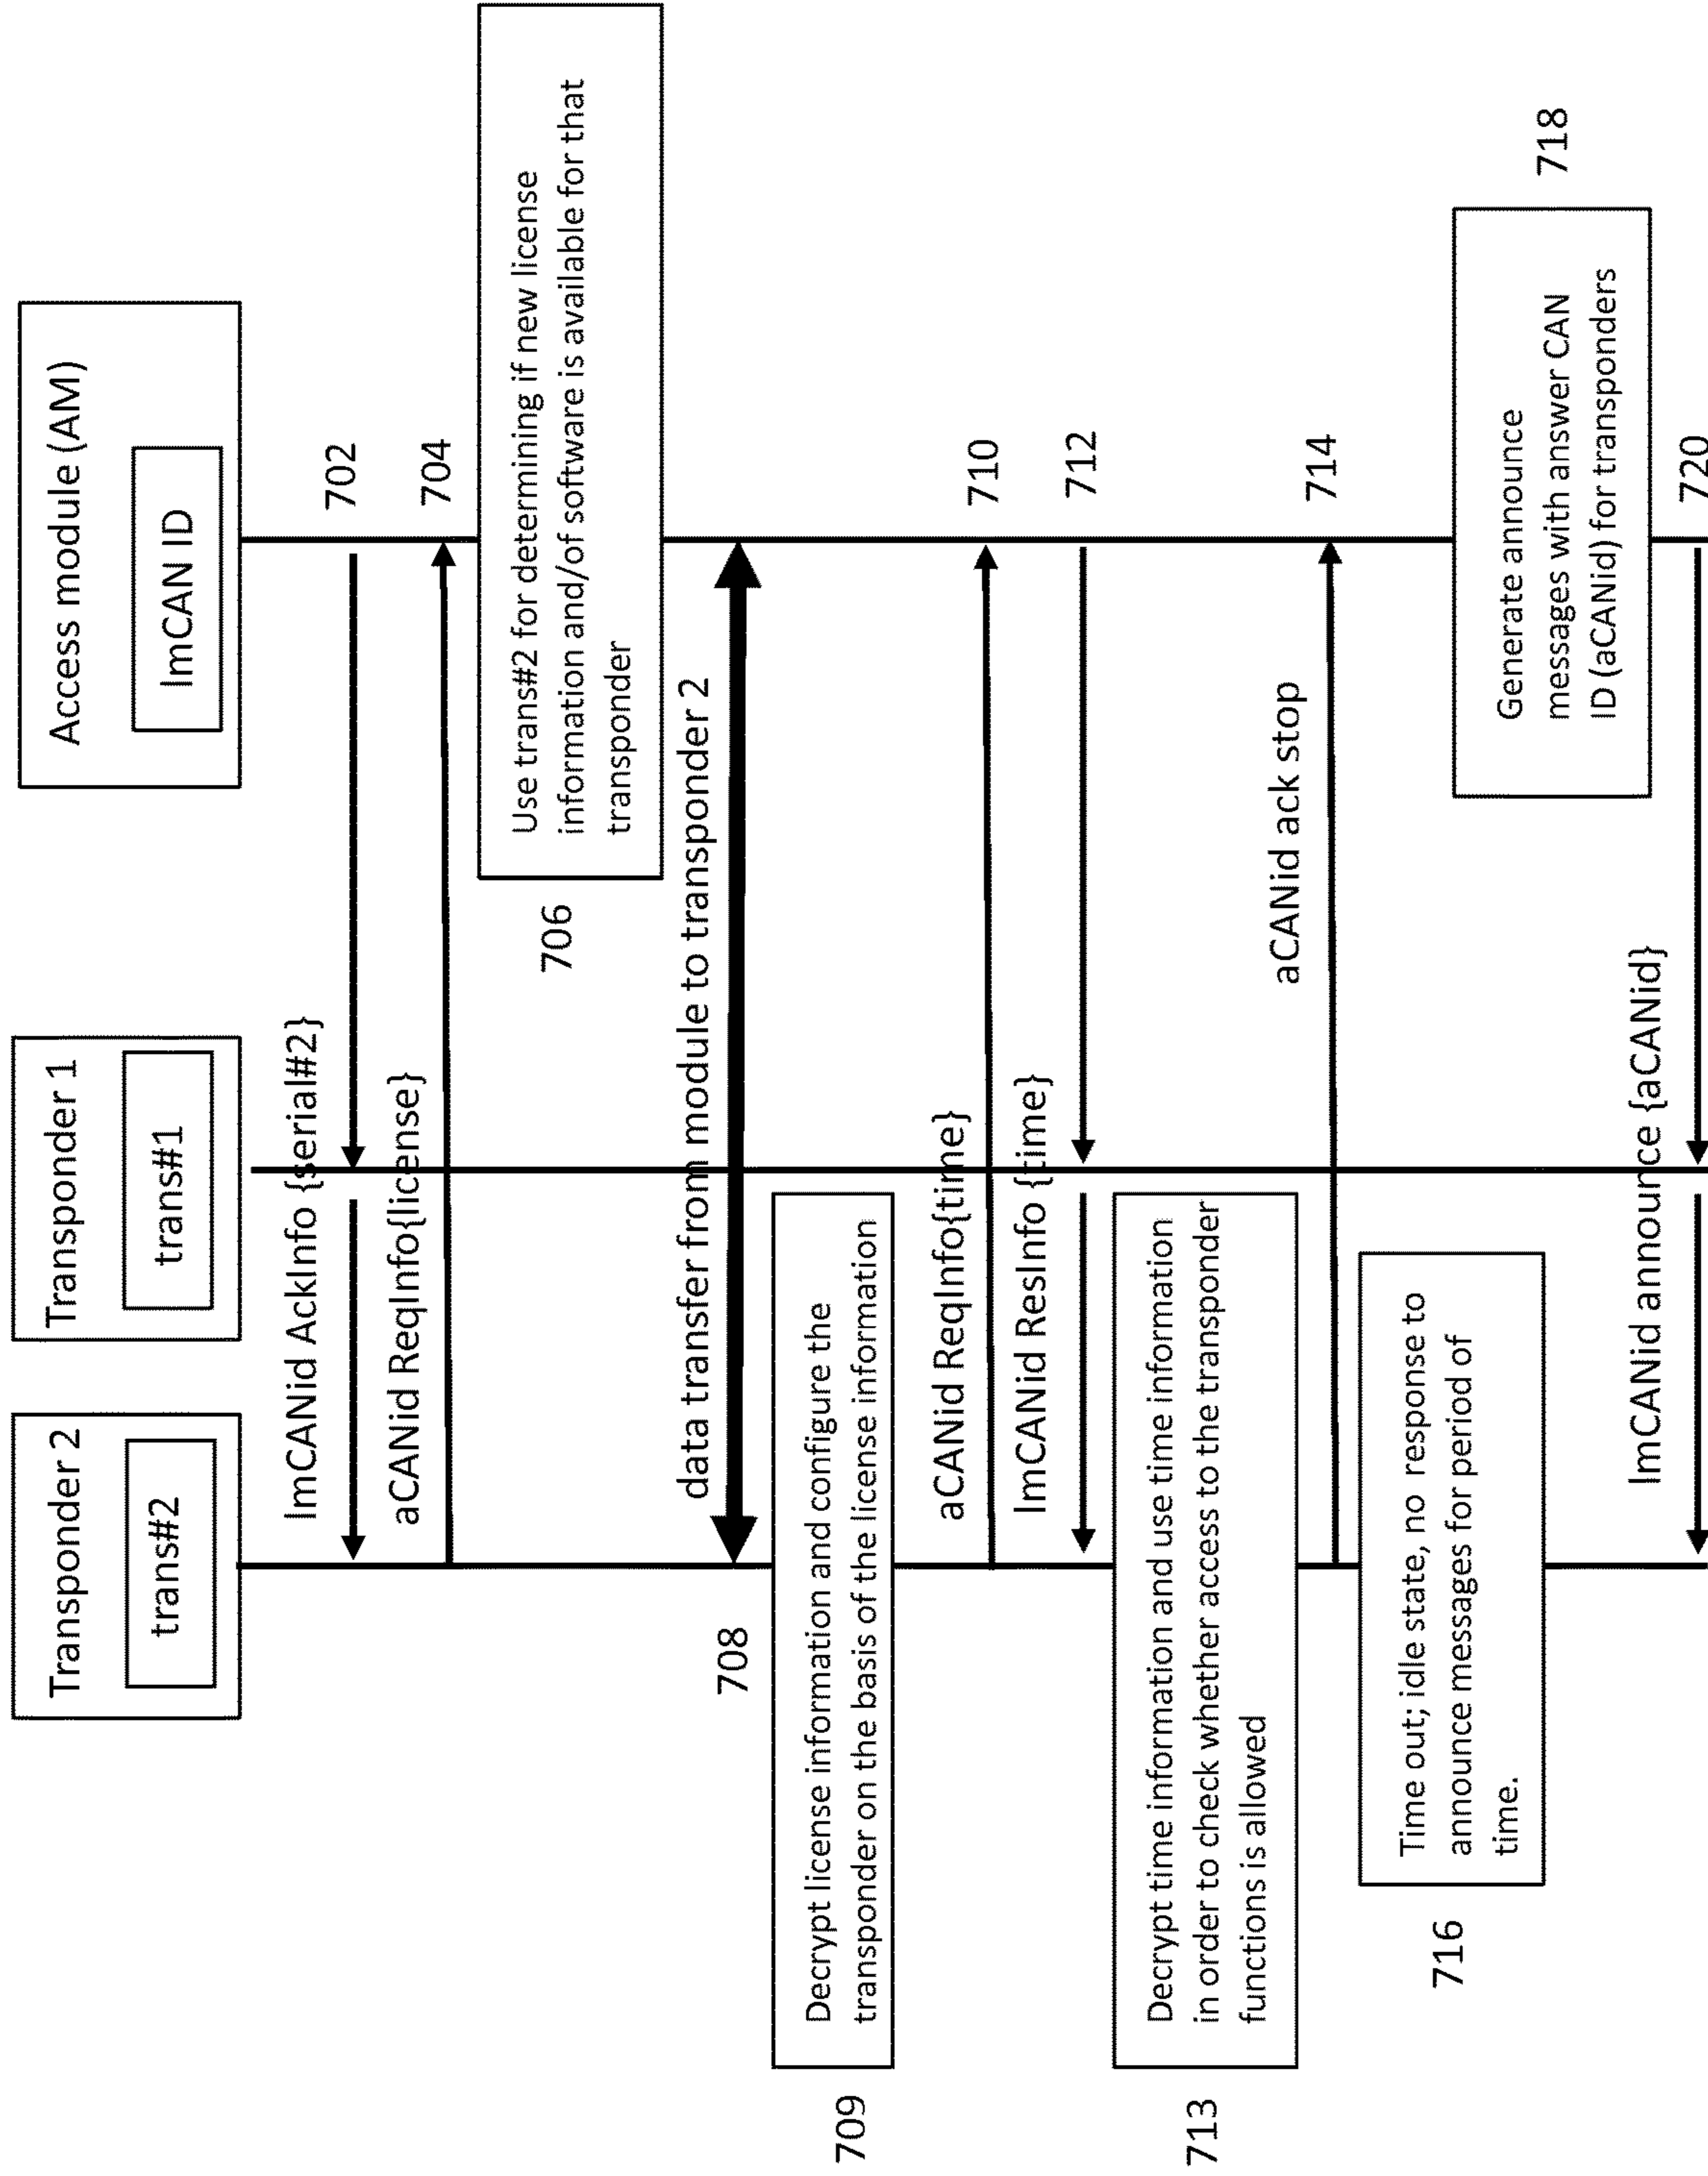 Transponder 2
trans#2
Transponder 1
trans#1
Access module (AM)
ImCAN ID
ImCANid AckInfo {serial#2}
702
aCANid ReqInfo{license}
704
706
Use trans#2 for determining if new license
information and/of software is available for that
transponder
data transfer from module to transponder 2
708
709
Decrypt license information and configure the
transponder on the basis of the license information
aCANid ReqInfo{time}
710
ImCANid ResInfo {time}
712
713
Decrypt time information and use time information
in order to check whether access to the transponder
functions is allowed
aCANid ack stop
714
716
Time out; idle state, no response to
announce messages for period of
time.
Generate announce
messages with answer CAN
ID (aCANid) for transponders
718
ImCANid announce {aCANid}
720